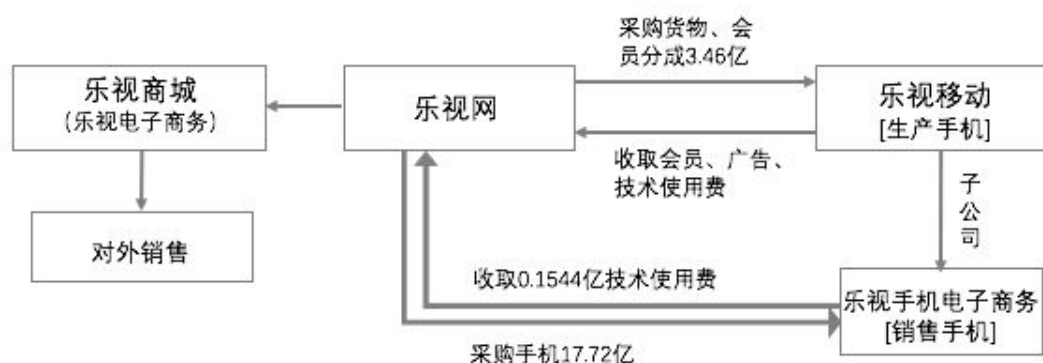 采购货物、会
员分成3.46亿
乐视商城
(乐视电子商务)
乐视网
乐视移动
[生产手机]
收取会员、广告、
技术使用费
子
公
司
对外销售
收取0.1544亿技术使用费
乐视手机电子商务
[销售手机]
采购手机17.72亿